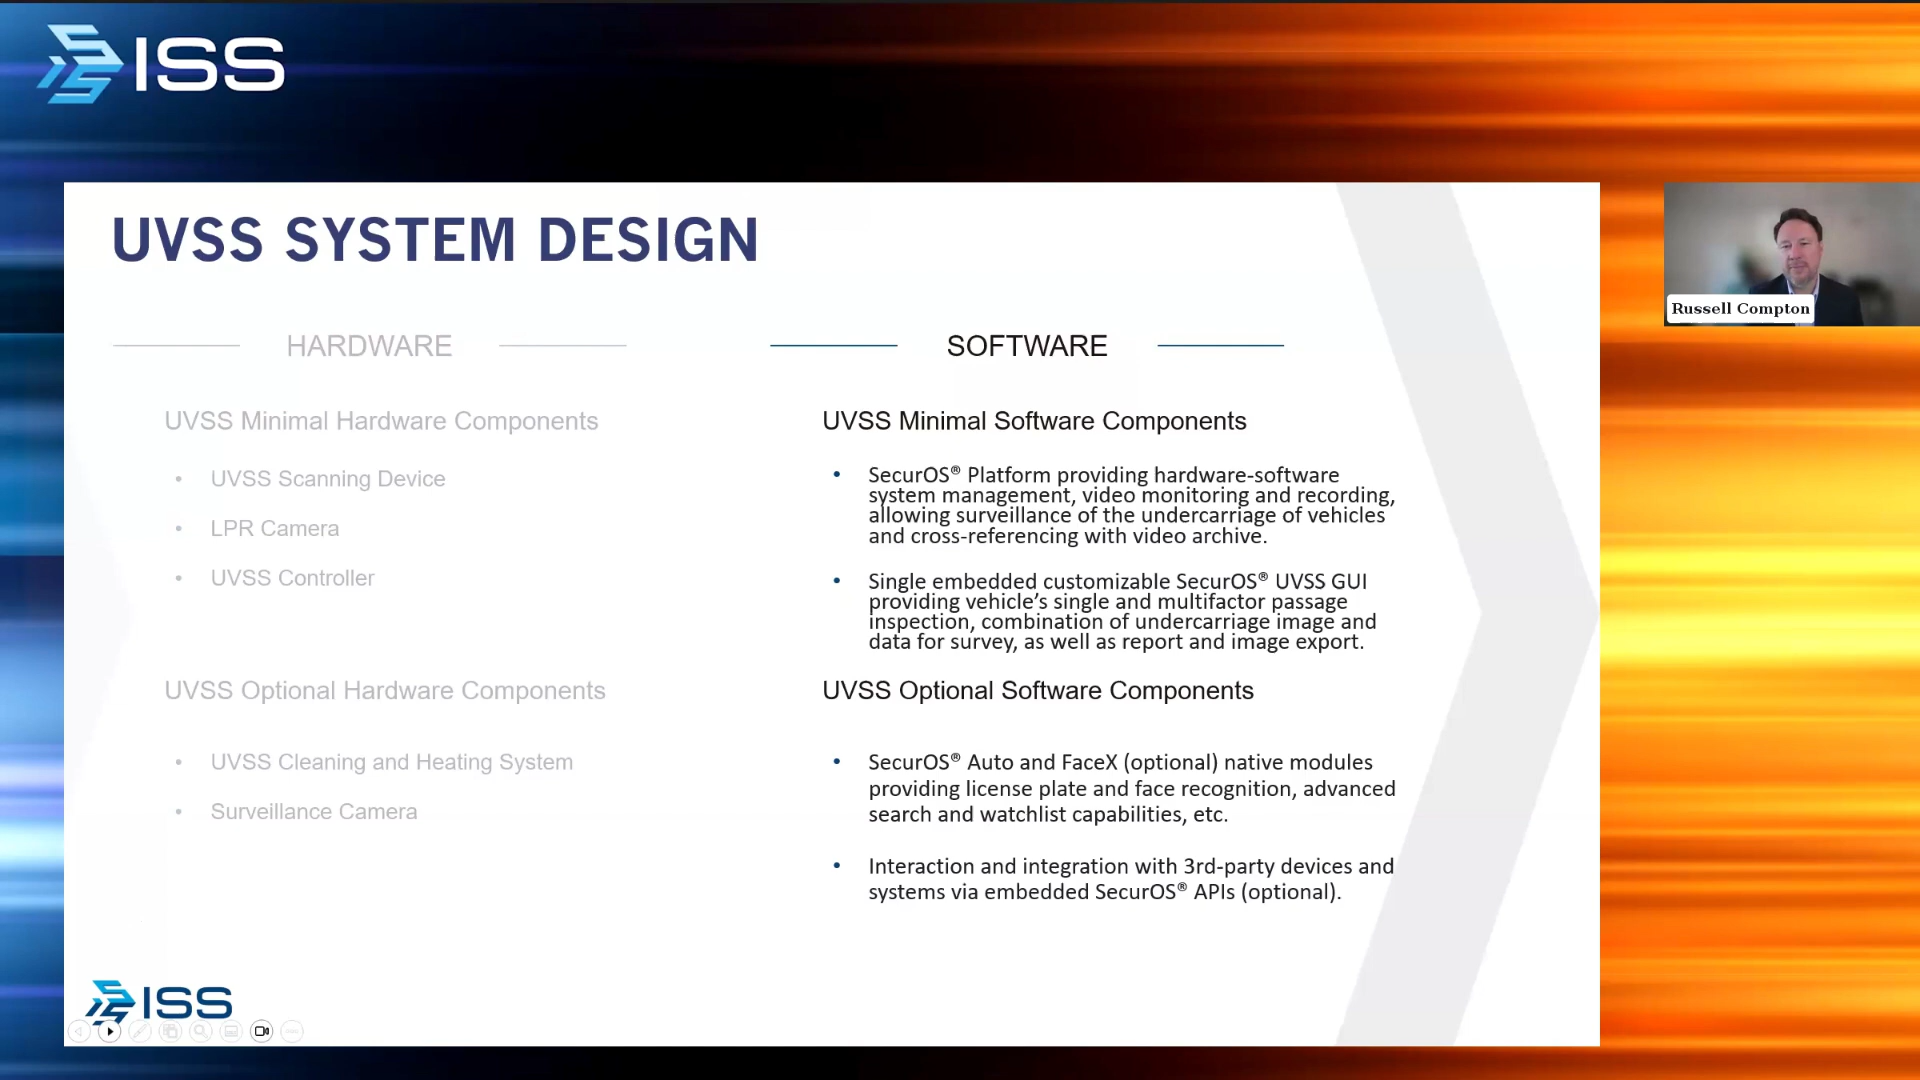 ISS
UVSS SYSTEM DESIGN
HARDWARE
UVSS Minimal Hardware Components
• UVSS Scanning Device
• LPR Camera
• UVSS Controller
UVSS Optional Hardware Components
• UVSS Cleaning and Heating System
• Surveillance Camera
SOFTWARE
UVSS Minimal Software Components
• SecurOS® Platform providing hardware-software
system management, video monitoring and recording,
allowing surveillance of the undercarriage of vehicles
and cross-referencing with video archive.
• Single embedded customizable SecurOS® UVSS GUI
providing vehicle’s single and multifactor passage
inspection, combination of undercarriage image and
data for survey, as well as report and image export.
UVSS Optional Software Components
• SecurOS® Auto and FaceX (optional) native modules
providing license plate and face recognition, advanced
search and watchlist capabilities, etc.
• Interaction and integration with 3rd-party devices and
systems via embedded SecurOS® APIs (optional).
ISS
Russell Compton